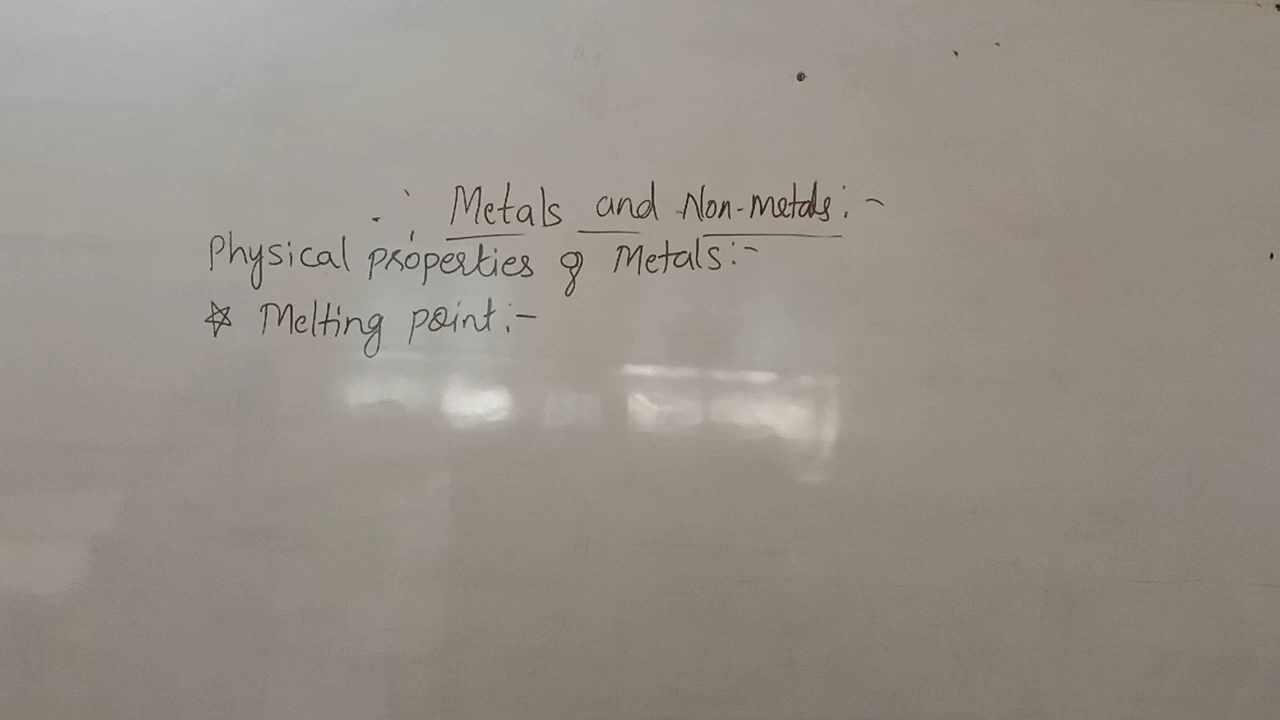 Metals and Non-metals:-
Physical properties of Metals:-
☆ Melting point:-